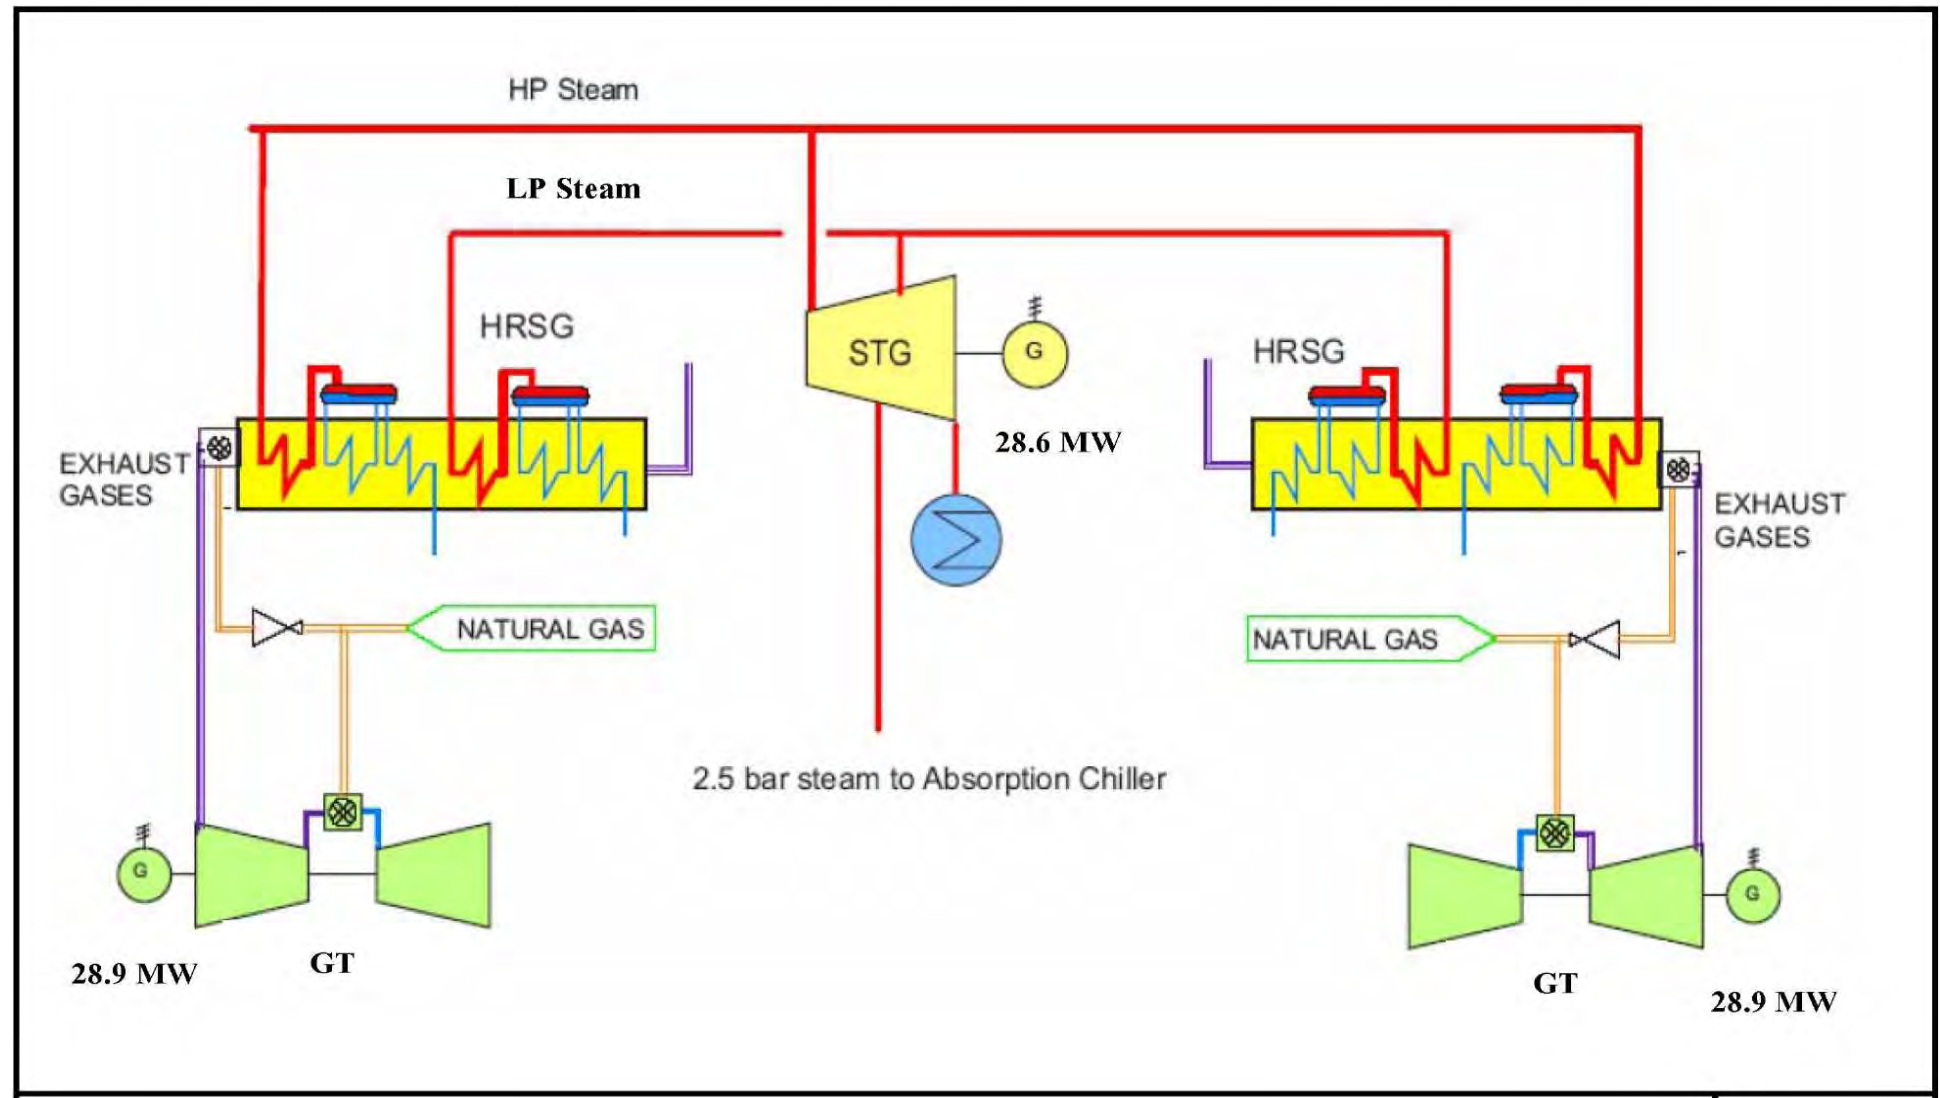 HP Steam
LP Steam
HRSG
STG
G
HRSG
28.6 MW
EXHAUST
GASES
EXHAUST
GASES
NATURAL GAS
NATURAL GAS
2.5 bar steam to Absorption Chiller
G
G
28.9 MW
GT
GT
28.9 MW